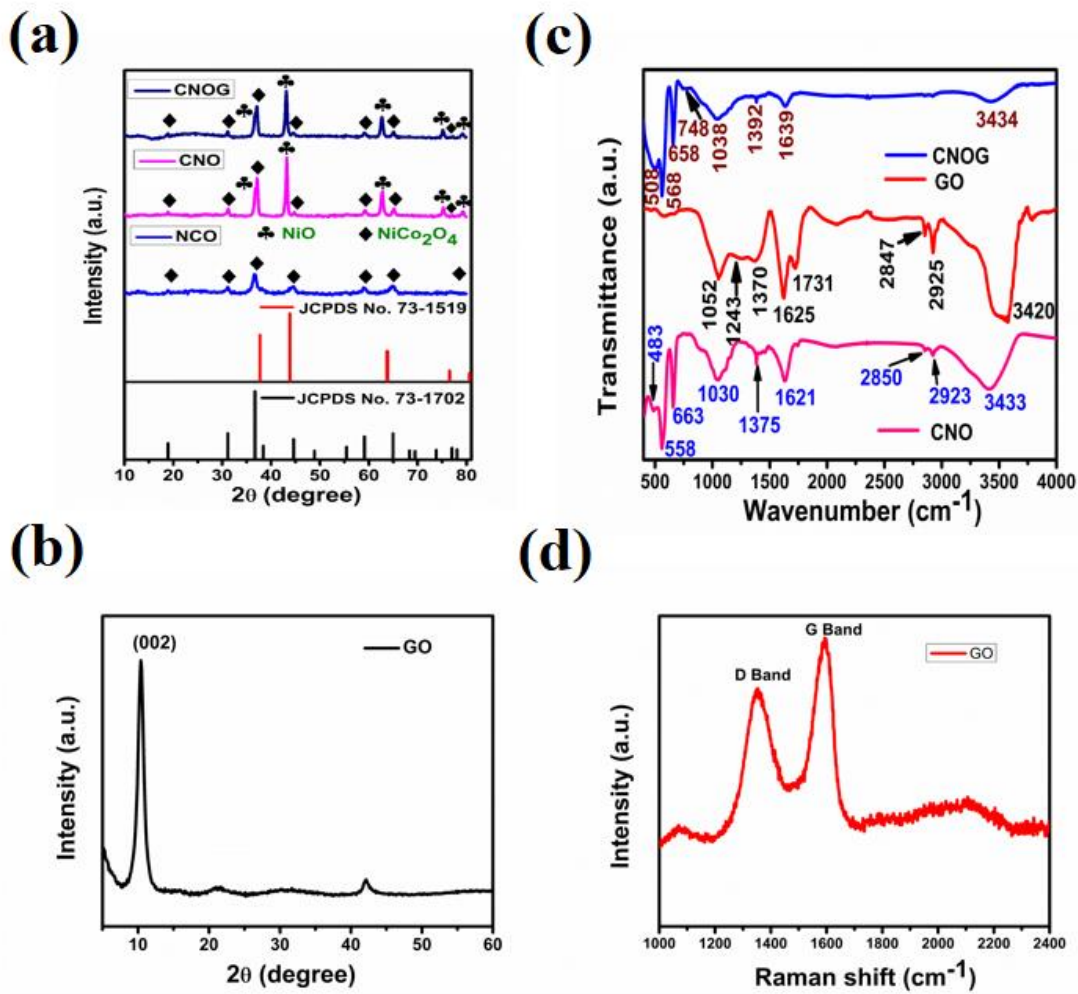 (a)
CNOG
CNO
NCO
♣ NiO ◆ NiCo2O4
JCPDS No. 73-1519
JCPDS No. 73-1702
Intensity (a.u.)
10 20 30 40 50 60 70 80
2θ (degree)
(c)
508
568
658
748
1038
1392
1639
3434
CNOG
GO
1052
1243
1370
1625
1731
2847
2925
3420
483
558
663
1030
1375
1621
2850
2923
3433
CNO
Transmittance (a.u.)
500 1000 1500 2000 2500 3000 3500 4000
Wavenumber (cm-1)
(b)
(002)
GO
Intensity (a.u.)
10 20 30 40 50 60
2θ (degree)
(d)
D Band
G Band
GO
Intensity (a.u.)
1000 1200 1400 1600 1800 2000 2200 2400
Raman shift (cm-1)